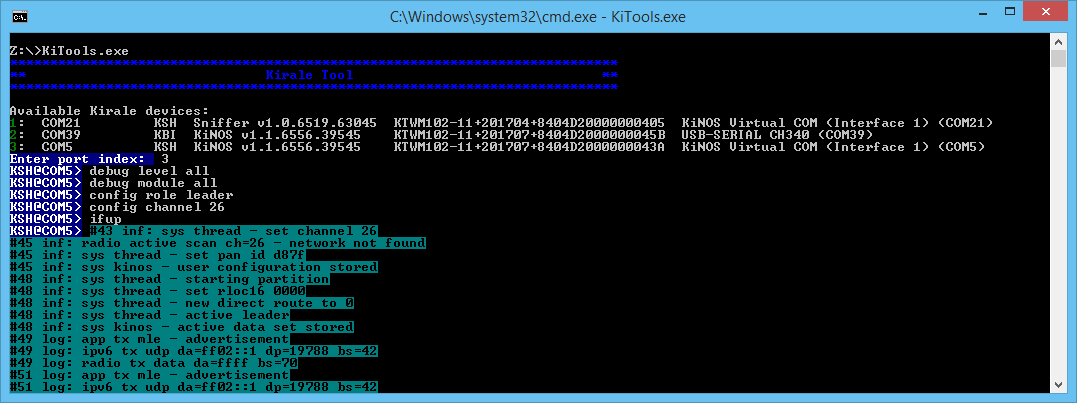 C:\Windows\system32\cmd.exe - KiTools.exe
Z:\>KiTools.exe
*******************************************************************************
** Kirale Tool **
*******************************************************************************
Available Kirale devices:
1: COM21 KSH Sniffer v1.0.6519.63045 KTWM102-11+201704+8404D20000000405 KiNOS Virtual COM (Interface 1) (COM21)
2: COM39 KBI KiNOS v1.1.6556.39545 KTWM102-11+201707+8404D2000000045B USB-SERIAL CH340 (COM39)
3: COM5 KSH KiNOS v1.1.6556.39545 KTWM102-11+201707+8404D2000000043A KiNOS Virtual COM (Interface 1) (COM5)
Enter port index: 3
KSH@COM5> debug level all
KSH@COM5> debug module all
KSH@COM5> config role leader
KSH@COM5> config channel 26
KSH@COM5> ifup
KSH@COM5> #43 inf: sys thread - set channel 26
#45 inf: radio active scan ch=26 - network not found
#45 inf: sys thread - set pan id d87f
#45 inf: sys kinos - user configuration stored
#48 inf: sys thread - starting partition
#48 inf: sys thread - set rloc16 0000
#48 inf: sys thread - new direct route to 0
#48 inf: sys thread - active leader
#48 inf: sys kinos - active data set stored
#49 log: app tx mle - advertisement
#49 log: ipv6 tx udp da=ff02::1 dp=19788 bs=42
#49 log: radio tx data da=ffff bs=70
#51 log: app tx mle - advertisement
#51 log: ipv6 tx udp da=ff02::1 dp=19788 bs=42